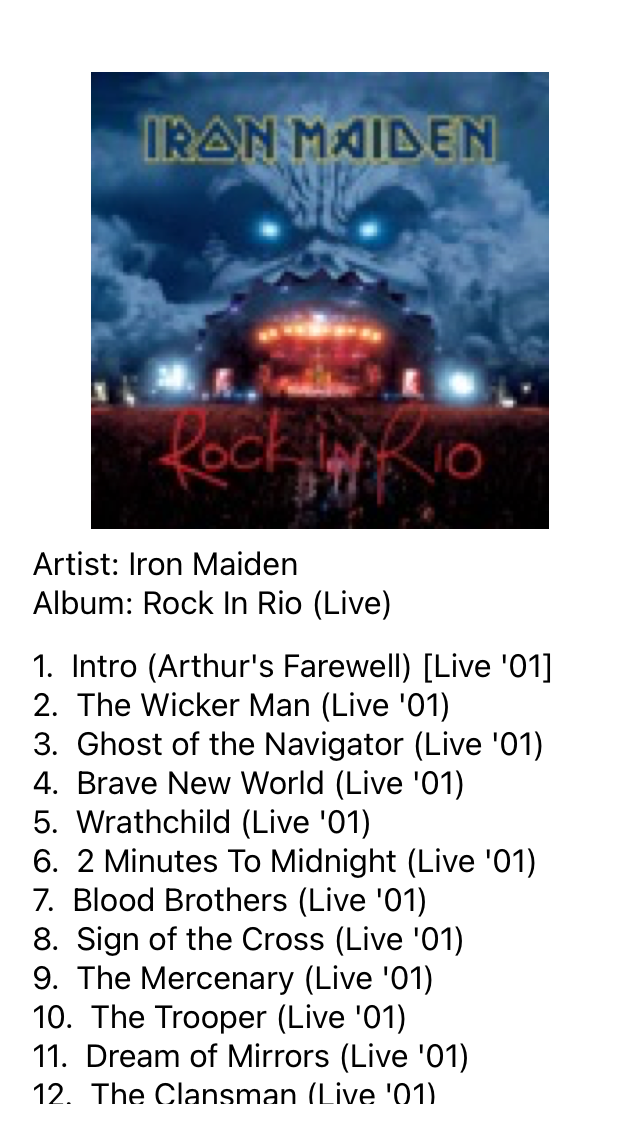 IRON MAIDEN
Rock in Rio
Artist: Iron Maiden
Album: Rock In Rio (Live)
1. Intro (Arthur's Farewell) [Live '01]
2. The Wicker Man (Live '01)
3. Ghost of the Navigator (Live '01)
4. Brave New World (Live '01)
5. Wrathchild (Live '01)
6. 2 Minutes To Midnight (Live '01)
7. Blood Brothers (Live '01)
8. Sign of the Cross (Live '01)
9. The Mercenary (Live '01)
10. The Trooper (Live '01)
11. Dream of Mirrors (Live '01)
12. The Clansman (Live '01)